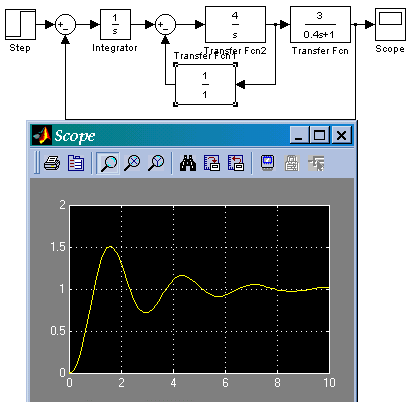 1
s
4
s
3
0.4s+1
Step
Integrator
Transfer Fcn2
Transfer Fcn
Scope
Transfer Fcn1
1
1
Scope
2
1.5
1
0.5
0
0 2 4 6 8 10